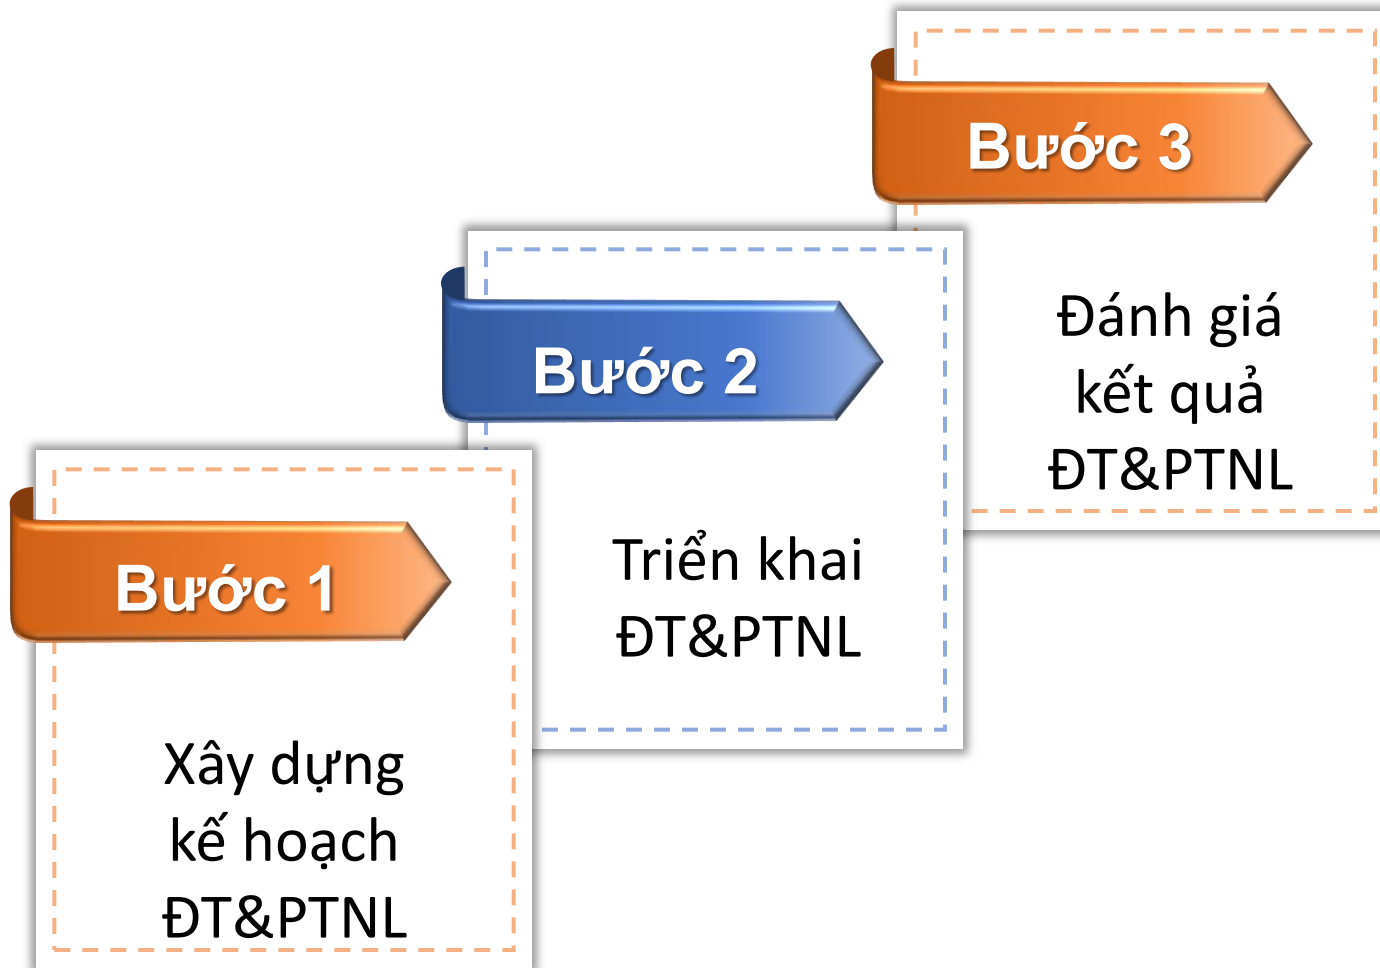 Bước 1
Xây dựng
kế hoạch
ĐT&PTNL
Bước 2
Triển khai
ĐT&PTNL
Bước 3
Đánh giá
kết quả
ĐT&PTNL